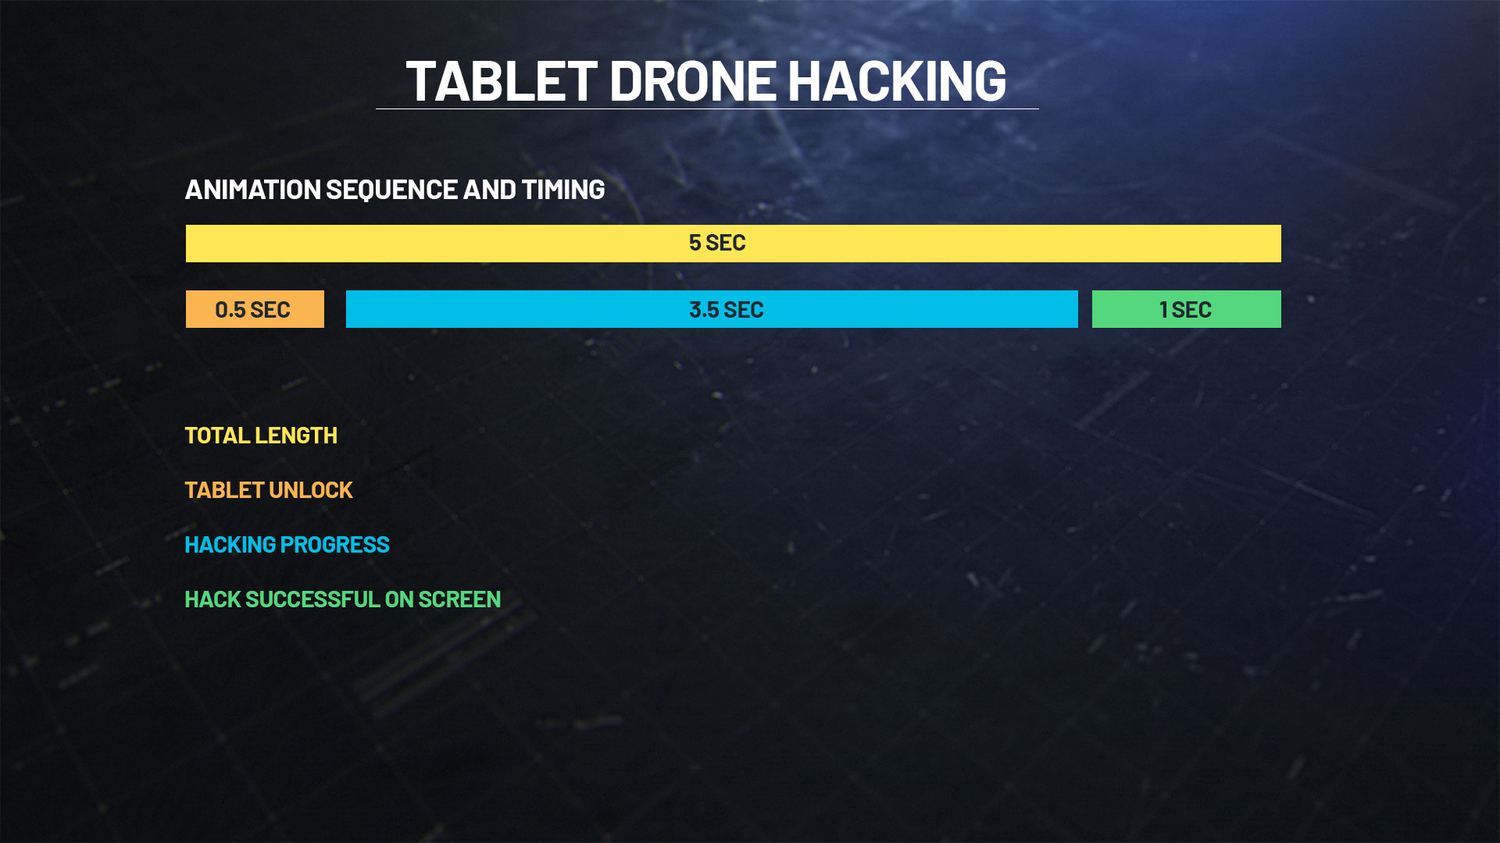 TABLET DRONE HACKING
ANIMATION SEQUENCE AND TIMING
5 SEC
0.5 SEC 3.5 SEC 1 SEC
TOTAL LENGTH
TABLET UNLOCK
HACKING PROGRESS
HACK SUCCESSFUL ON SCREEN